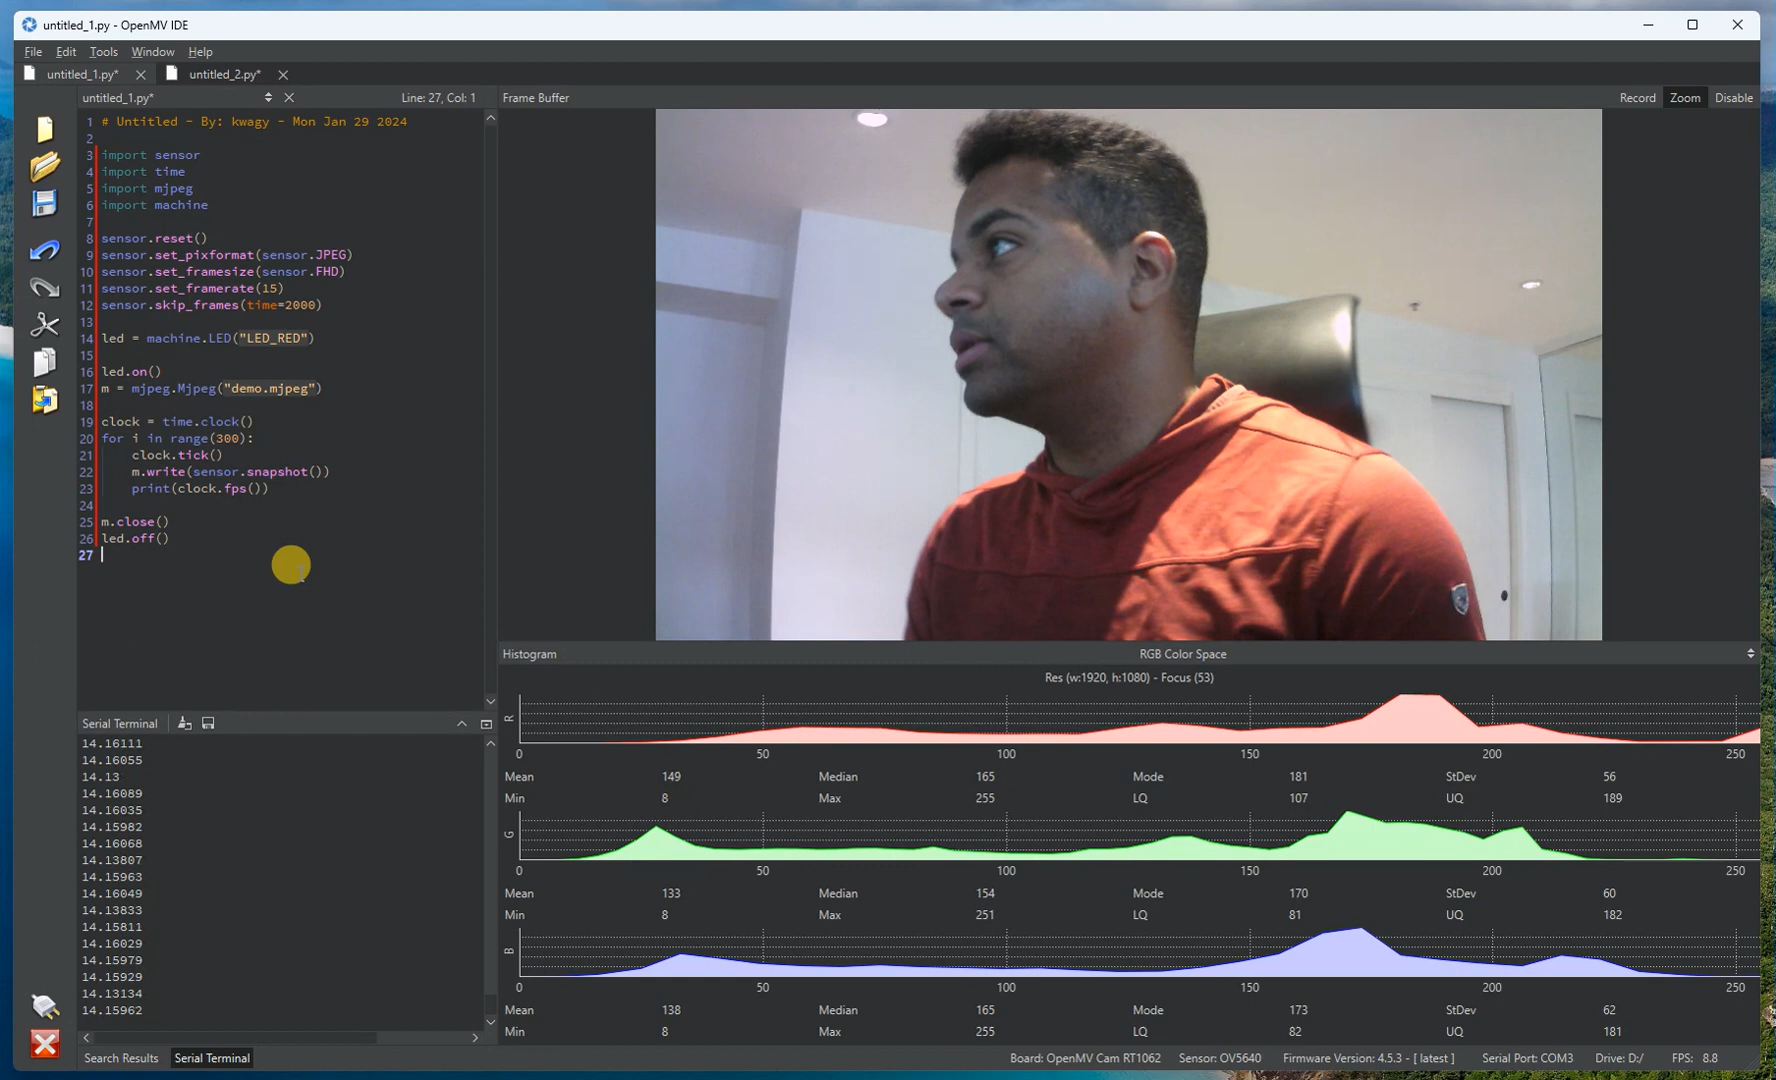 untitled_1.py - OpenMV IDE
File Edit Tools Window Help
untitled_1.py* untitled_2.py*
untitled_1.py* Line: 27, Col: 1
1 # Untitled - By: kwagy - Mon Jan 29 2024
2
3 import sensor
4 import time
5 import mjpeg
6 import machine
7
8 sensor.reset()
9 sensor.set_pixformat(sensor.JPEG)
10 sensor.set_framesize(sensor.FHD)
11 sensor.set_framerate(15)
12 sensor.skip_frames(time=2000)
13
14 led = machine.LED("LED_RED")
15
16 led.on()
17 m = mjpeg.Mjpeg("demo.mjpeg")
18
19 clock = time.clock()
20 for i in range(300):
21 clock.tick()
22 m.write(sensor.snapshot())
23 print(clock.fps())
24
25 m.close()
26 led.off()
27
Serial Terminal
14.16111
14.16055
14.13
14.16089
14.16035
14.15982
14.16068
14.13807
14.15963
14.16049
14.13833
14.15811
14.16029
14.15979
14.15929
14.13134
14.15962
Search Results Serial Terminal
Frame Buffer Record Zoom Disable
Histogram RGB Color Space
Res (w:1920, h:1080) - Focus (53)
R
0 50 100 150 200 250
Mean 149 Median 165 Mode 181 StDev 56
Min 8 Max 255 LQ 107 UQ 189
G
0 50 100 150 200 250
Mean 133 Median 154 Mode 170 StDev 60
Min 8 Max 251 LQ 81 UQ 182
B
0 50 100 150 200 250
Mean 138 Median 165 Mode 173 StDev 62
Min 8 Max 255 LQ 82 UQ 181
Board: OpenMV Cam RT1062 Sensor: OV5640 Firmware Version: 4.5.3 - [ latest ] Serial Port: COM3 Drive: D:/ FPS: 8.8